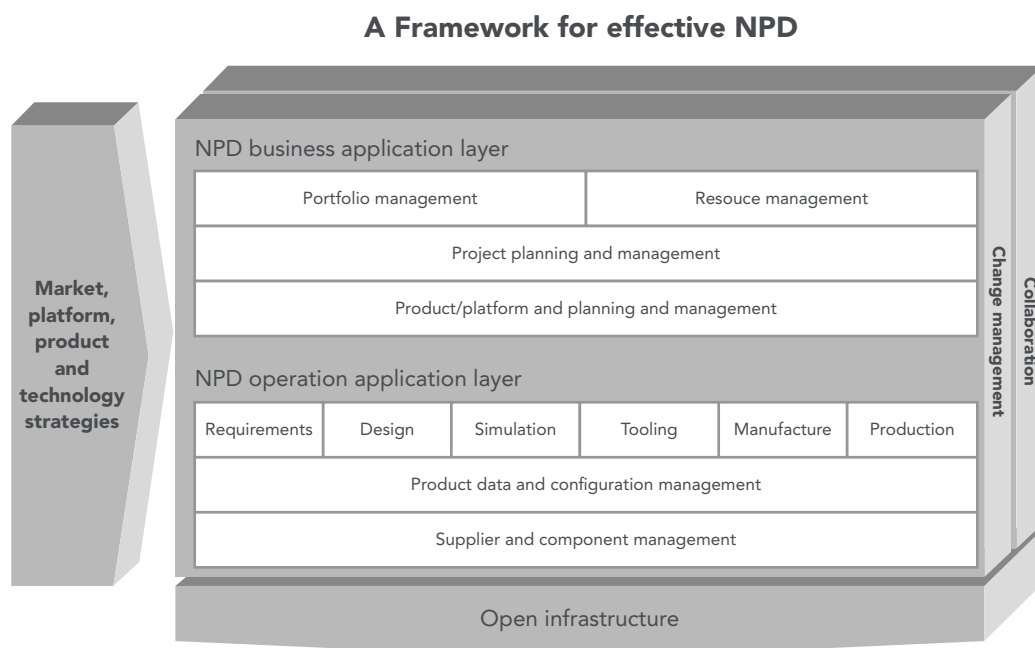 A Framework for effective NPD
Market,
platform,
product
and
technology
strategies
NPD business application layer
Portfolio management
Resouce management
Project planning and management
Product/platform and planning and management
NPD operation application layer
Requirements
Design
Simulation
Tooling
Manufacture
Production
Product data and configuration management
Supplier and component management
Change management
Collaboration
Open infrastructure